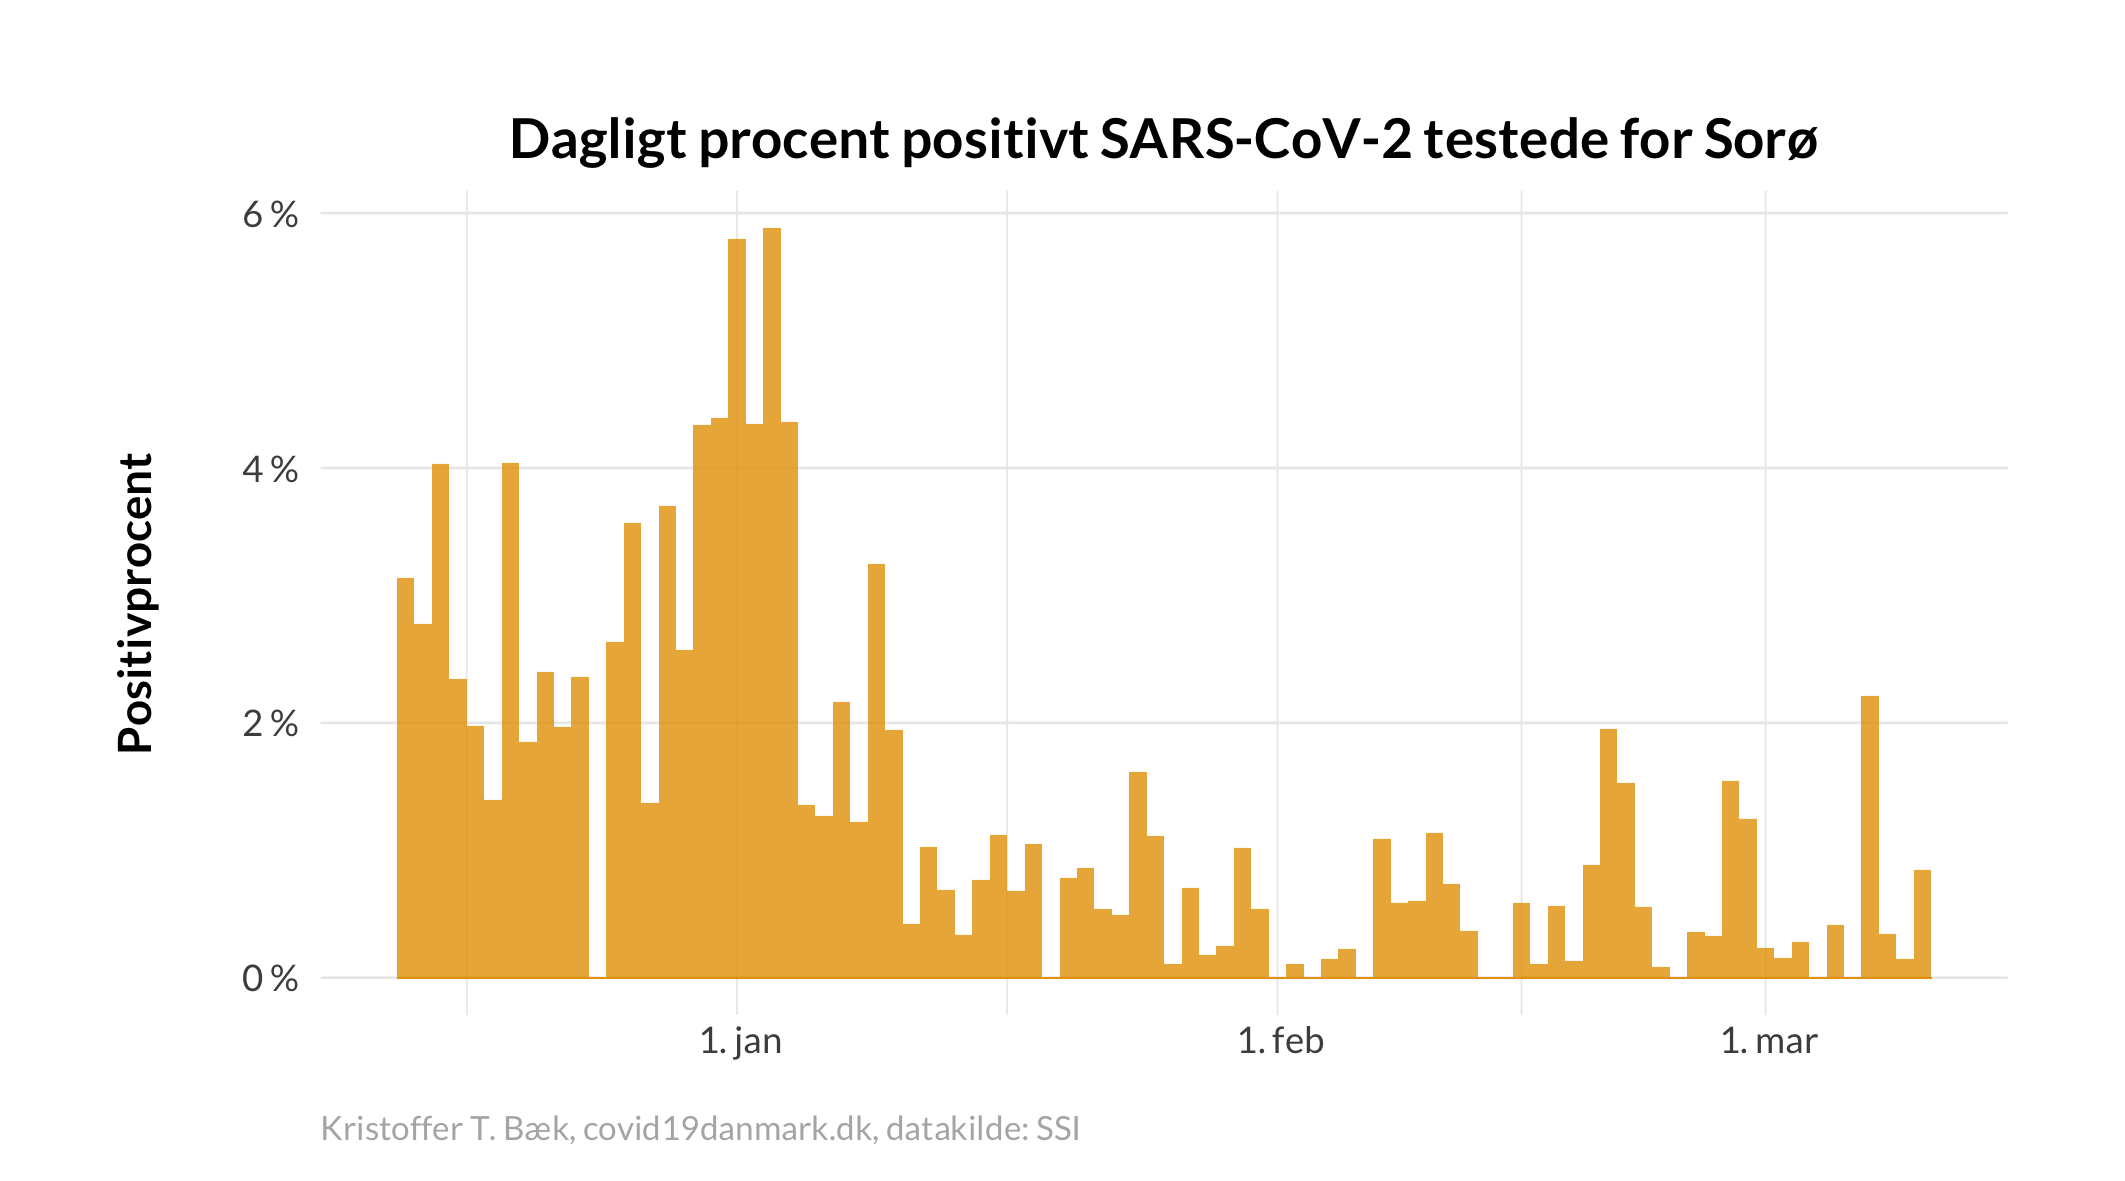 Dagligt procent positivt SARS-CoV-2 testede for Sorø
Positivprocent
6 %
4 %
2 %
0 %
1. jan
1. feb
1. mar
Kristoffer T. Bæk, covid19danmark.dk, datakilde: SSI